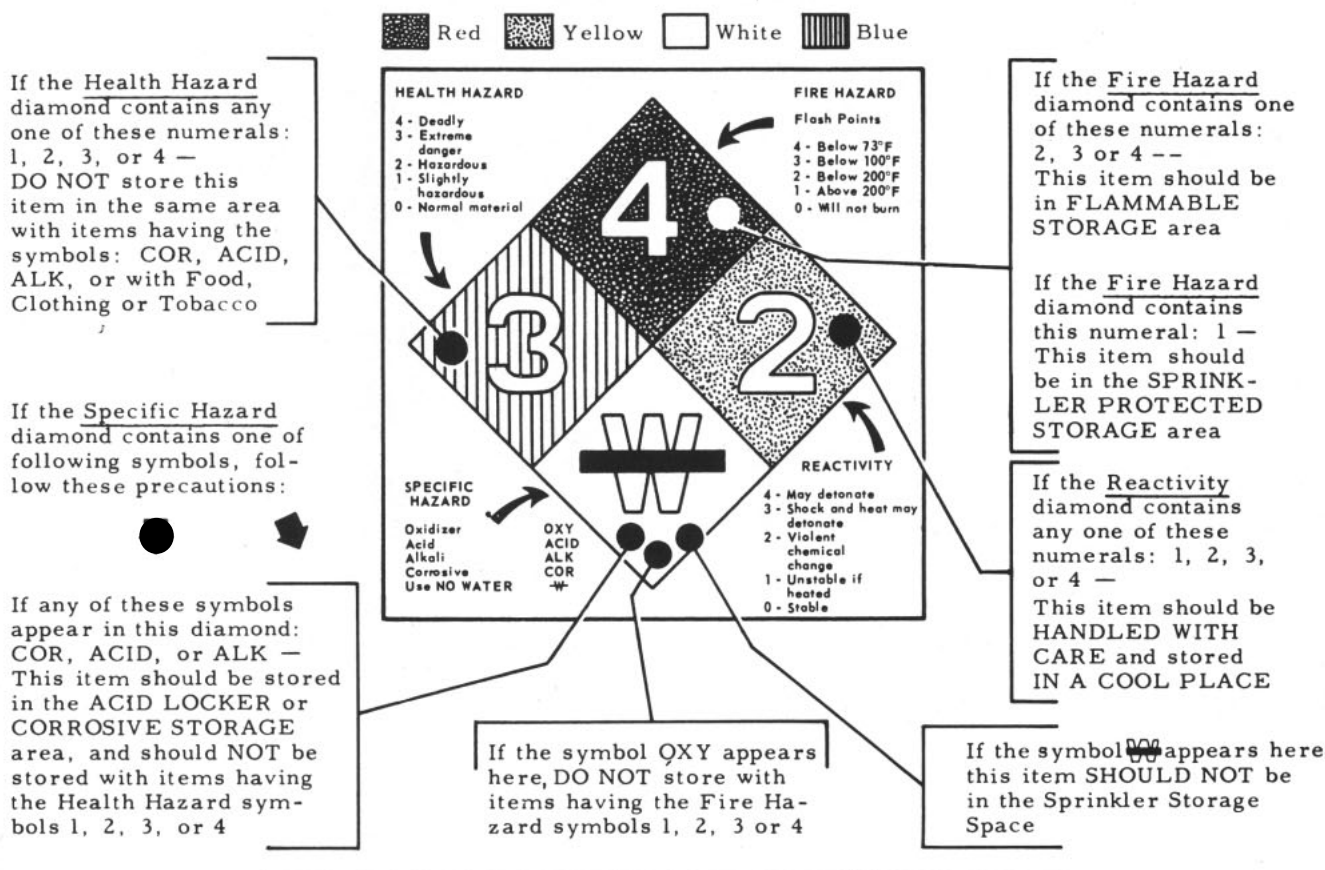 Red Yellow White Blue
If the Health Hazard
diamond contains any
one of these numerals:
1, 2, 3, or 4 —
DO NOT store this
item in the same area
with items having the
symbols: COR, ACID,
ALK, or with Food,
Clothing or Tobacco
If the Specific Hazard
diamond contains one of
following symbols, fol-
low these precautions:
If any of these symbols
appear in this diamond:
COR, ACID, or ALK —
This item should be stored
in the ACID LOCKER or
CORROSIVE STORAGE
area, and should NOT be
stored with items having
the Health Hazard sym-
bols 1, 2, 3, or 4
HEALTH HAZARD
4 - Deadly
3 - Extreme
danger
2 - Hazardous
1 - Slightly
hazardous
0 - Normal material
FIRE HAZARD
Flash Points
4 - Below 73°F
3 - Below 100°F
2 - Below 200°F
1 - Above 200°F
0 - Will not burn
4
3
2
W
SPECIFIC
HAZARD
Oxidizer OXY
Acid ACID
Alkali ALK
Corrosive COR
Use NO WATER W
REACTIVITY
4 - May detonate
3 - Shock and heat may
detonate
2 - Violent
chemical
change
1 - Unstable if
heated
0 - Stable
If the symbol OXY appears
here, DO NOT store with
items having the Fire Ha-
zard symbols 1, 2, 3 or 4
If the Fire Hazard
diamond contains one
of these numerals:
2, 3 or 4 --
This item should be
in FLAMMABLE
STORAGE area
If the Fire Hazard
diamond contains
this numeral: 1 —
This item should
be in the SPRINK-
LER PROTECTED
STORAGE area
If the Reactivity
diamond contains
any one of these
numerals: 1, 2, 3,
or 4 —
This item should be
HANDLED WITH
CARE and stored
IN A COOL PLACE
If the symbol W appears here
this item SHOULD NOT be
in the Sprinkler Storage
Space